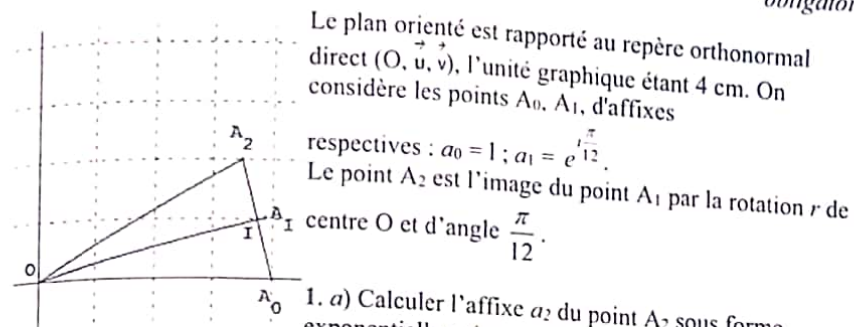 Le plan orienté est rapporté au repère orthonormal
direct (O, u⃗, v⃗), l'unité graphique étant 4 cm. On
considère les points A₀, A₁, d'affixes
respectives : a₀ = 1 ; a₁ = e^{iπ/12}.
Le point A₂ est l'image du point A₁ par la rotation r de
centre O et d'angle π/12.
1. a) Calculer l'affixe a₂ du point A₂ sous
A₂
A_I
I
O
A₀